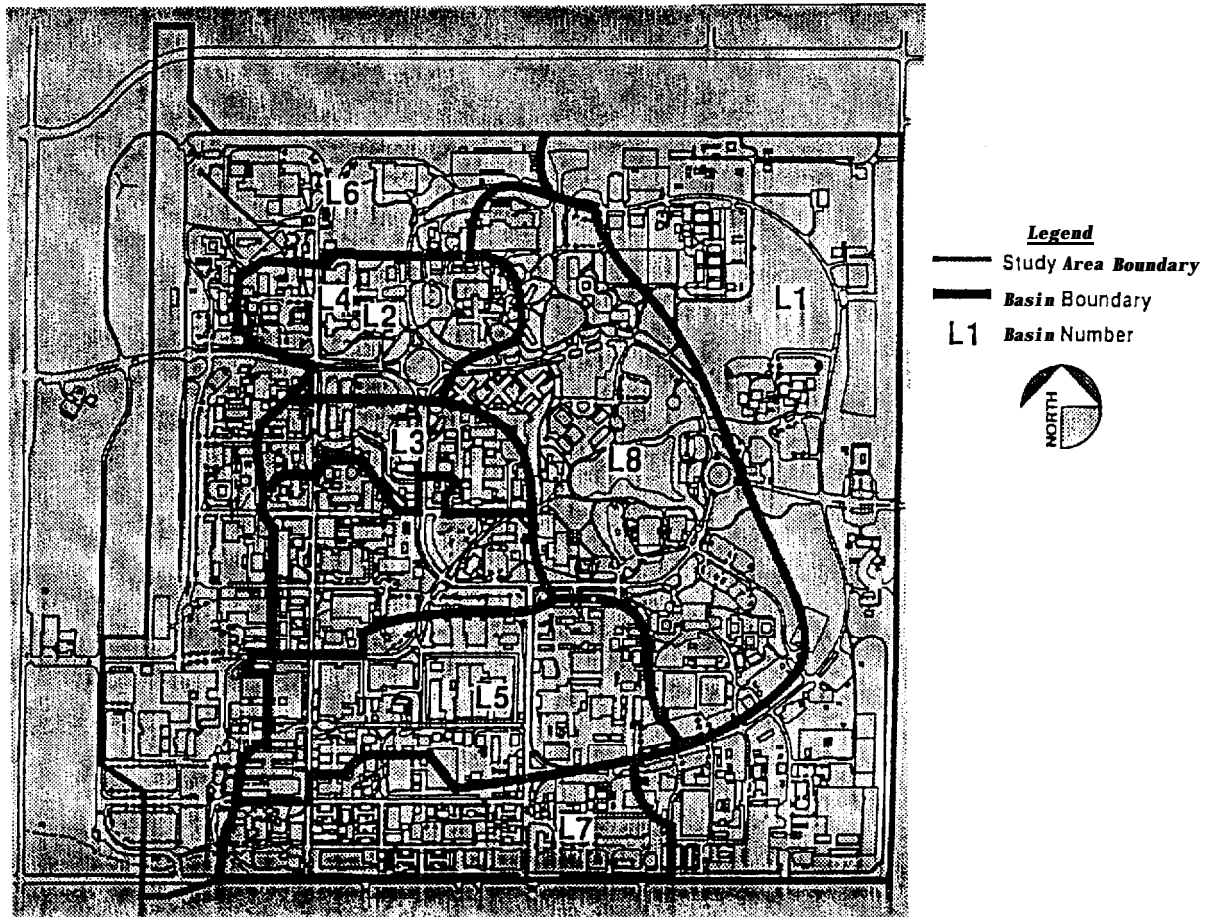 L6
L4
L2
L1
L3
L8
L5
L7
Legend
Study Area Boundary
Basin Boundary
L1 Basin Number
NORTH